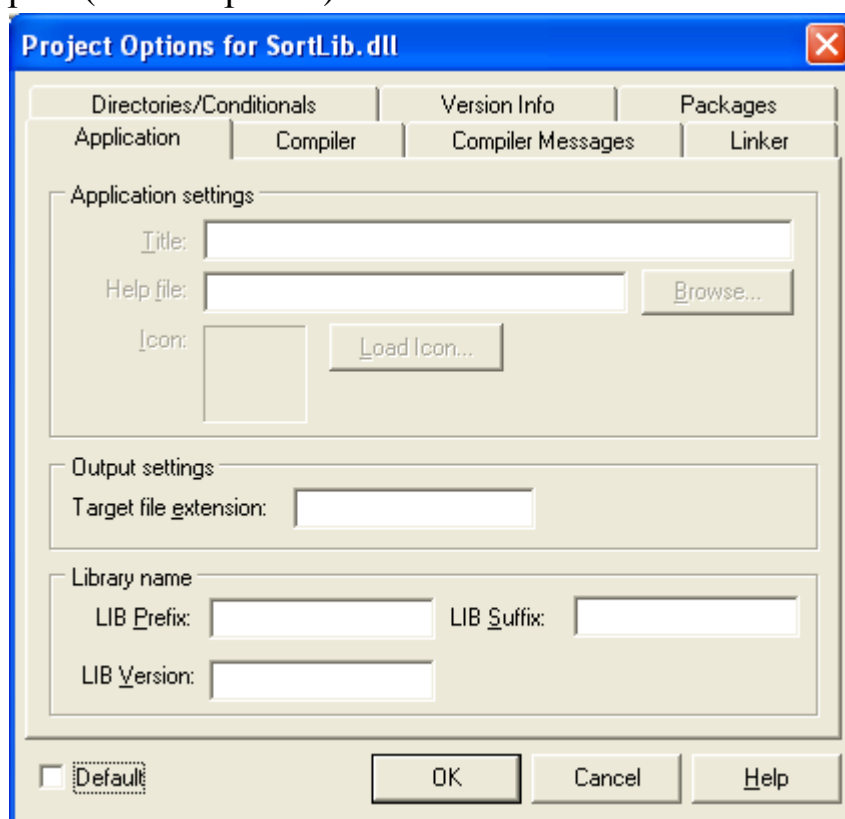 Project Options for SortLib.dll
Directories/Conditionals Version Info Packages
Application Compiler Compiler Messages Linker
Application settings
Title:
Help file: Browse...
Icon: Load Icon...
Output settings
Target file extension:
Library name
LIB Prefix: LIB Suffix:
LIB Version:
Default OK Cancel Help